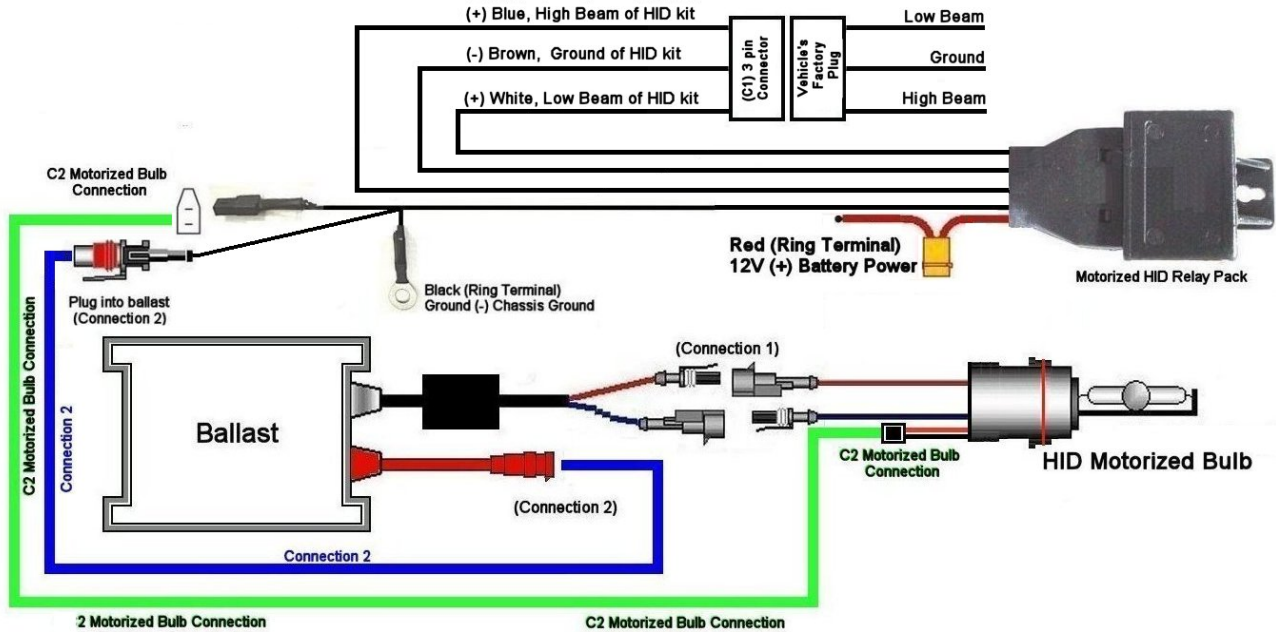 (+) Blue, High Beam of HID kit
(-) Brown, Ground of HID kit
(+) White, Low Beam of HID kit
(C1) 3 pin
Connector
Vehicle's
Factory
Plug
Low Beam
Ground
High Beam
C2 Motorized Bulb
Connection
Red (Ring Terminal)
12V (+) Battery Power
Motorized HID Relay Pack
Plug into ballast
(Connection 2)
Black (Ring Terminal)
Ground (-) Chassis Ground
C2 Motorized Bulb Connection
Connection 2
Ballast
(Connection 1)
(Connection 2)
C2 Motorized Bulb
Connection
HID Motorized Bulb
Connection 2
2 Motorized Bulb Connection
C2 Motorized Bulb Connection